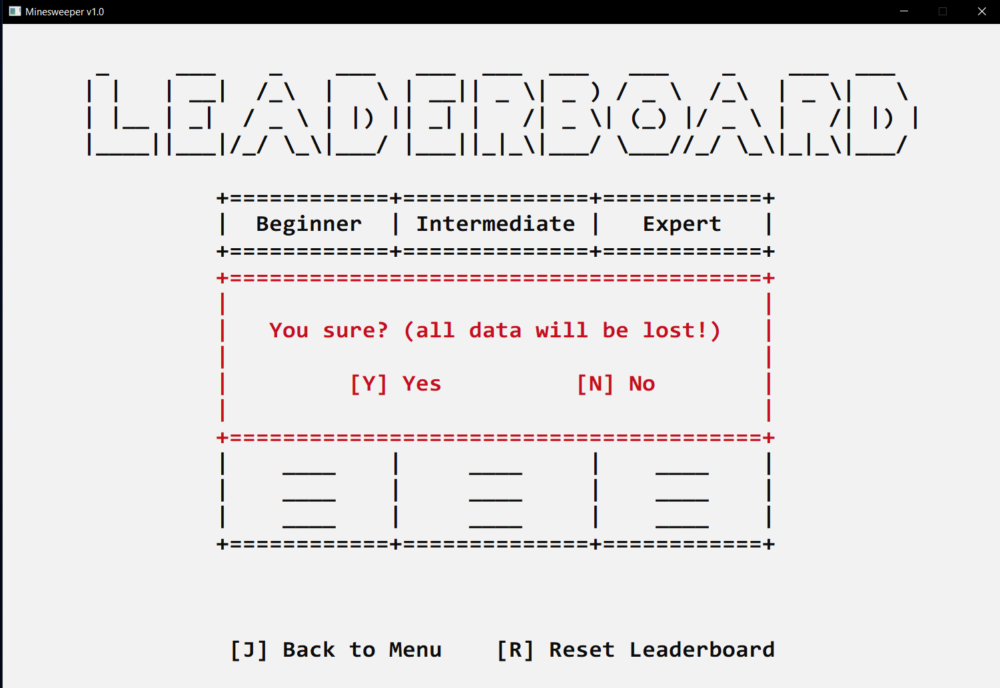 Minesweeper v1.0
LEADERBOARD
Beginner | Intermediate | Expert
You sure? (all data will be lost!)
[Y] Yes [N] No
____ | ____ | ____
____ | ____ | ____
____ | ____ | ____
[J] Back to Menu [R] Reset Leaderboard